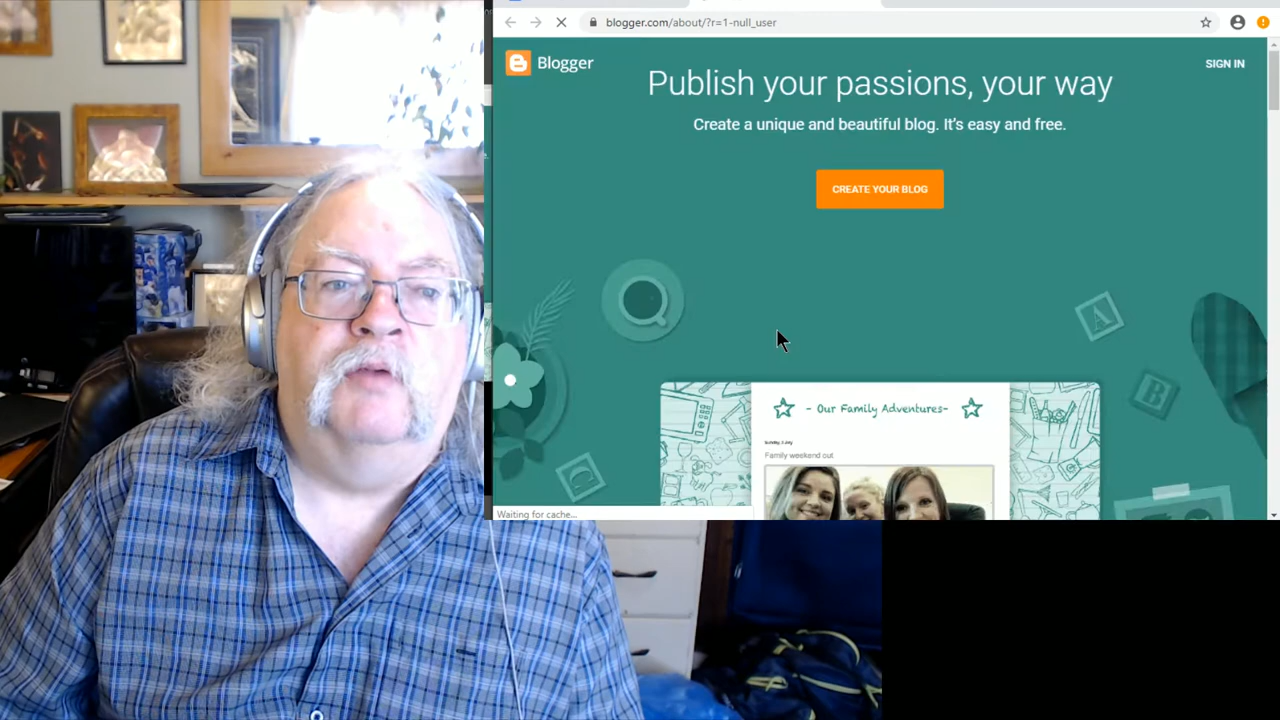 blogger.com/about/?r=1-null_user
Blogger
SIGN IN
Publish your passions, your way
Create a unique and beautiful blog. It's easy and free.
CREATE YOUR BLOG
A
B
- Our Family Adventures-
Family weekend out
Waiting for cache...